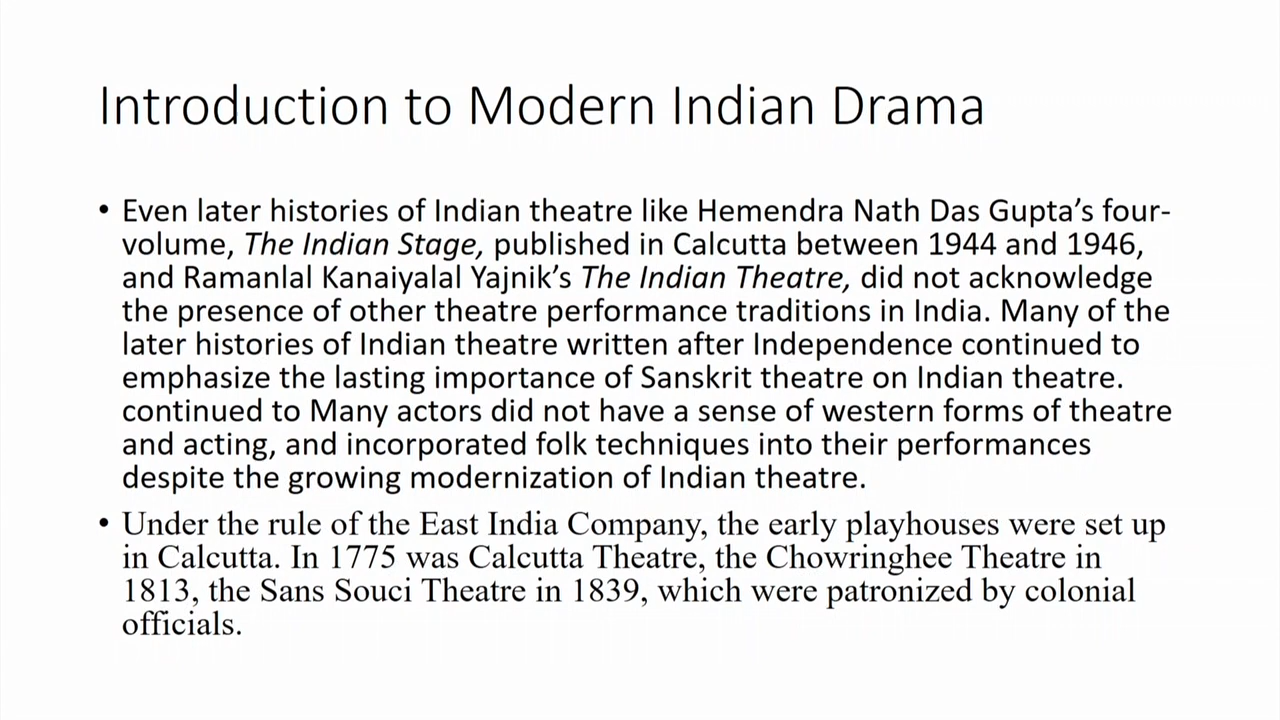 Introduction to Modern Indian Drama
• Even later histories of Indian theatre like Hemendra Nath Das Gupta’s four-
volume, The Indian Stage, published in Calcutta between 1944 and 1946,
and Ramanlal Kanaiyalal Yajnik’s The Indian Theatre, did not acknowledge
the presence of other theatre performance traditions in India. Many of the
later histories of Indian theatre written after Independence continued to
emphasize the lasting importance of Sanskrit theatre on Indian theatre.
continued to Many actors did not have a sense of western forms of theatre
and acting, and incorporated folk techniques into their performances
despite the growing modernization of Indian theatre.
• Under the rule of the East India Company, the early playhouses were set up
in Calcutta. In 1775 was Calcutta Theatre, the Chowringhee Theatre in
1813, the Sans Souci Theatre in 1839, which were patronized by colonial
officials.